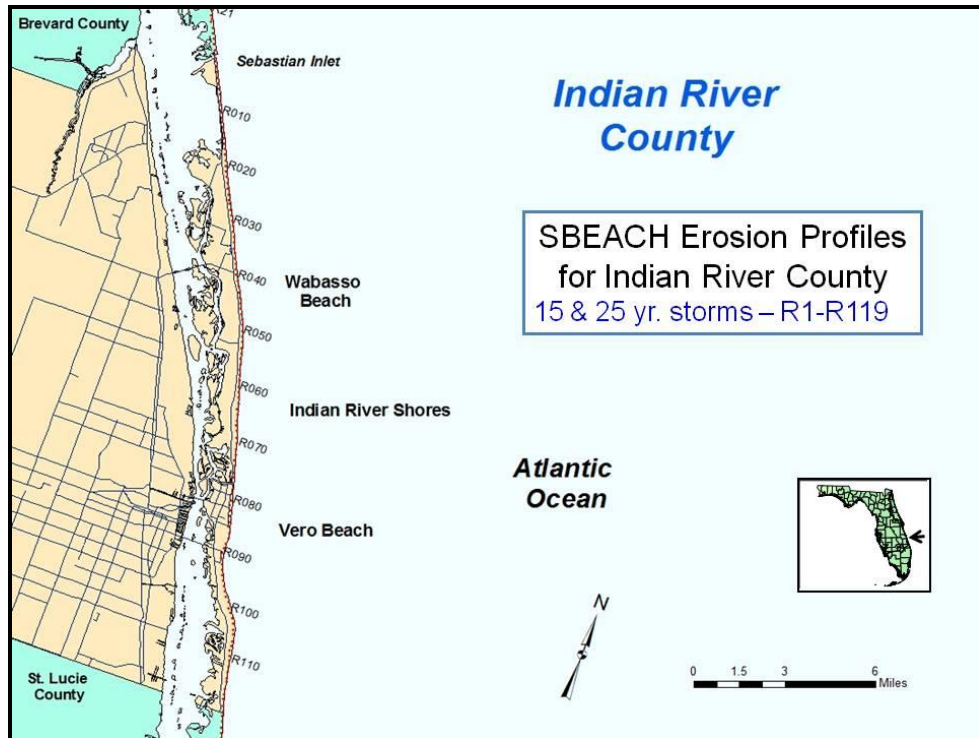 Brevard County
R21
Sebastian Inlet
Indian River
County
R010
R020
SBEACH Erosion Profiles
for Indian River County
15 & 25 yr. storms – R1-R119
R030
R040
Wabasso
Beach
R050
R060
Indian River Shores
R070
Atlantic
Ocean
R080
Vero Beach
R090
R100
N
R110
St. Lucie
County
0 1.5 3 6
Miles